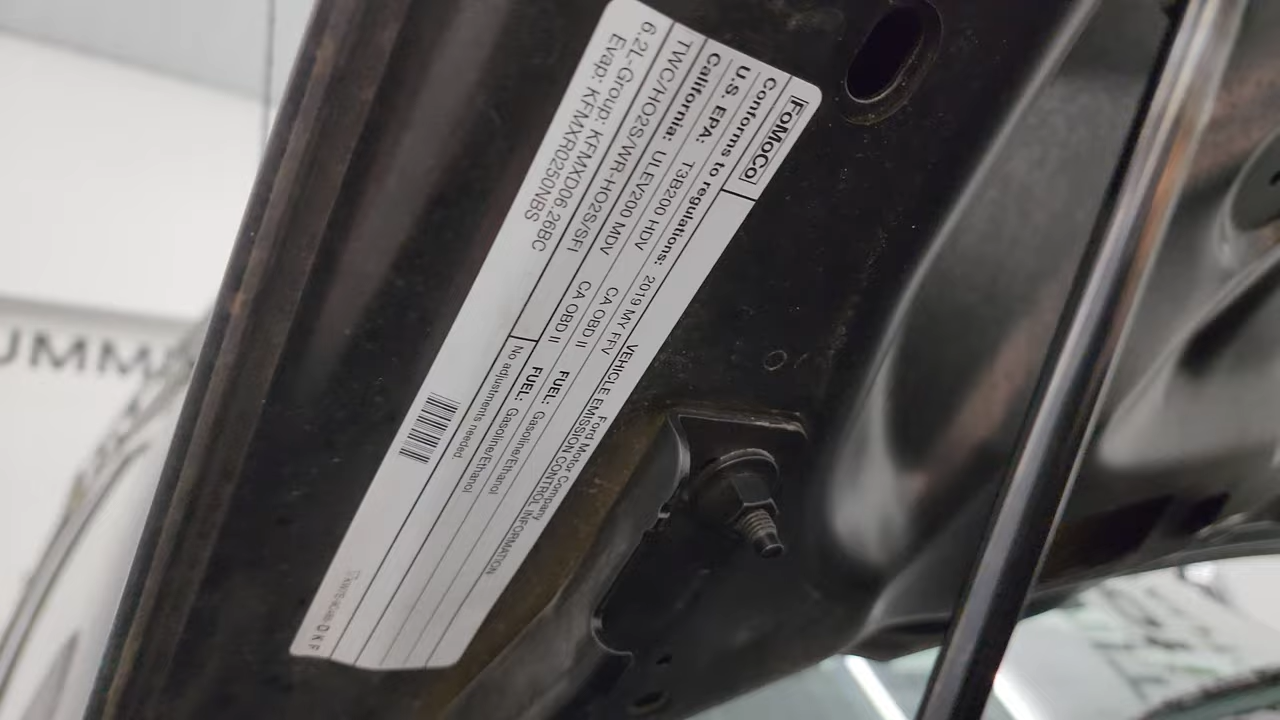 FoMoCo
Ford Motor Company
VEHICLE EMISSION CONTROL INFORMATION
Conforms to regulations: 2019 MY FFV
U.S. EPA: T3B200 HDV CA OBD II FUEL: Gasoline/Ethanol
California: ULEV200 MDV CA OBD II FUEL: Gasoline/Ethanol
TWC/HO2S/WR-HO2S/SFI No adjustments needed
6.2L-Group: KFMXD06.26BC
Evap: KFMXR0250NBS
DKF
UMM